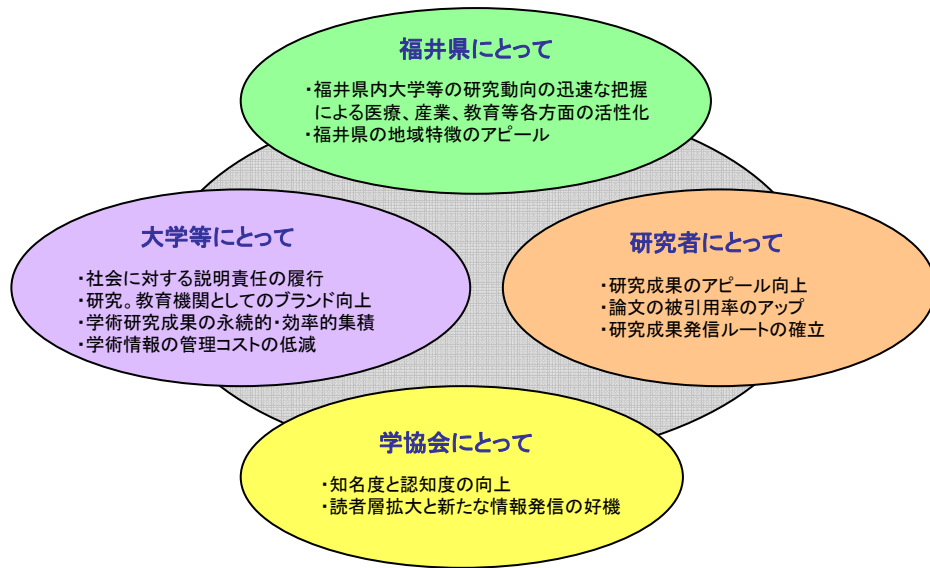 福井県にとって
・福井県内大学等の研究動向の迅速な把握
による医療、産業、教育等各方面の活性化
・福井県の地域特徴のアピール
大学等にとって
・社会に対する説明責任の履行
・研究。教育機関としてのブランド向上
・学術研究成果の永続的・効率的集積
・学術情報の管理コストの低減
研究者にとって
・研究成果のアピール向上
・論文の被引用率のアップ
・研究成果発信ルートの確立
学協会にとって
・知名度と認知度の向上
・読者層拡大と新たな情報発信の好機